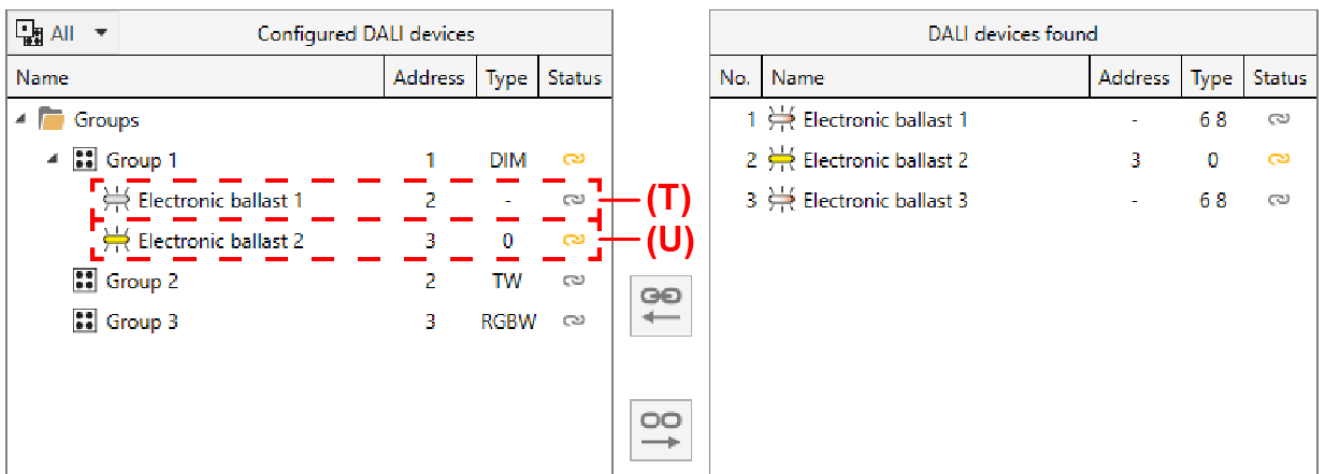 All Configured DALI devices DALI devices found
Name Address Type Status No. Name Address Type Status
Groups 1 Electronic ballast 1 - 6 8
Group 1 1 DIM 2 Electronic ballast 2 3 0
Electronic ballast 1 2 - (T) 3 Electronic ballast 3 - 6 8
Electronic ballast 2 3 0 (U)
Group 2 2 TW
Group 3 3 RGBW